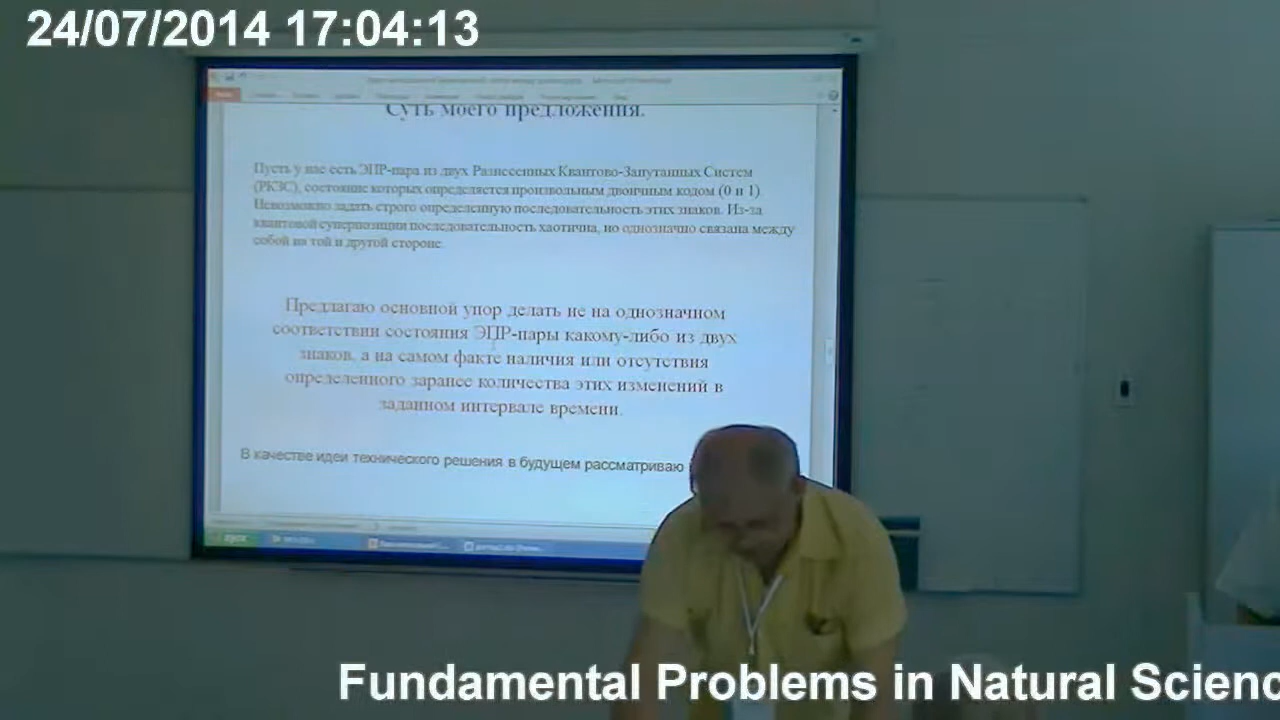 24/07/2014 17:04:13
Суть моего предложения.
Пусть у нас есть ЭПР-пара из двух Разнесенных Квантово-Запутанных Систем
(РКЗС), состояние которых определяется произвольным двоичным кодом (0 и 1)
Невозможно задать строго определенную последовательность этих знаков. Из-за
квантовой суперпозиции последовательность хаотична, но однозначно связана между
собой на той и другой стороне.
Предлагаю основной упор делать не на однозначном
соответствии состояния ЭПР-пары какому-либо из двух
знаков, а на самом факте наличия или отсутствия
определенного заранее количества этих изменений в
заданном интервале времени.
В качестве идеи технического решения в будущем рассматриваю
Fundamental Problems in Natural Scienc